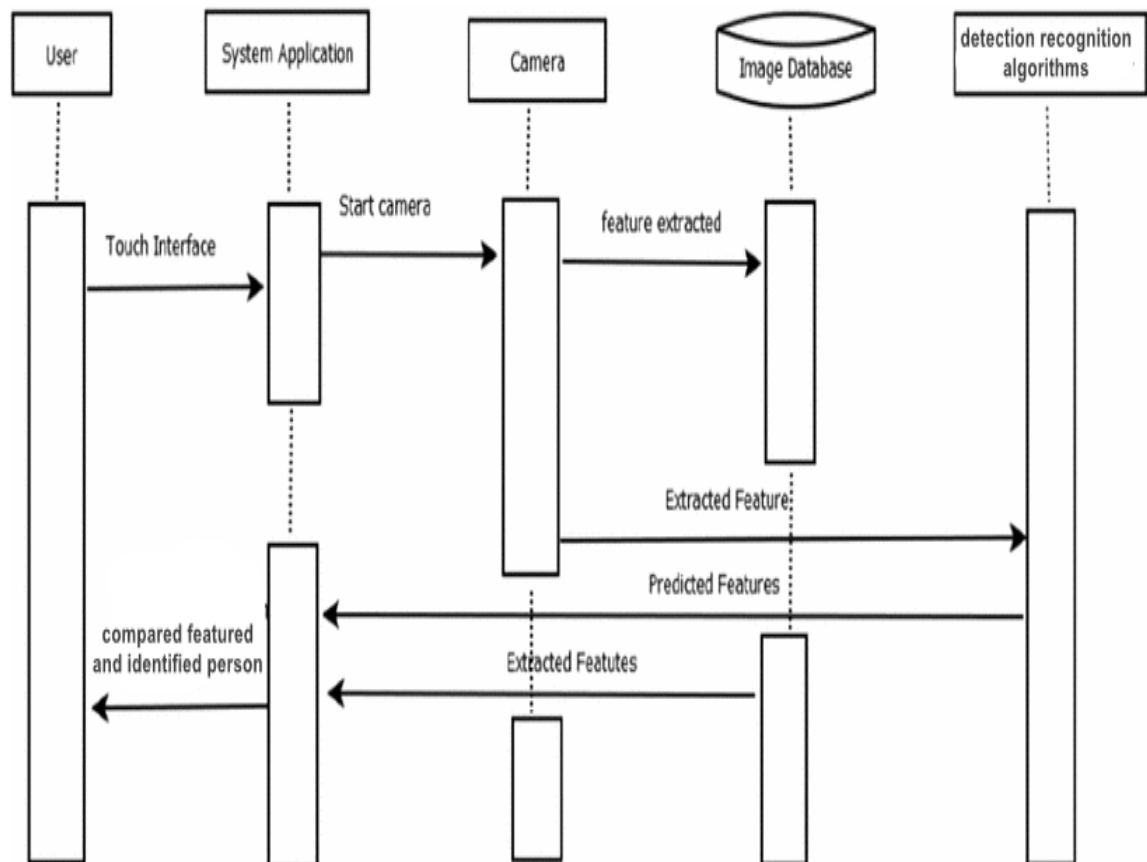 User
System Application
Camera
Image Database
detection recognition
algorithms
Start camera
feature extracted
Touch Interface
Extracted Feature
Predicted Features
compared featured
and identified person
Extracted Featutes